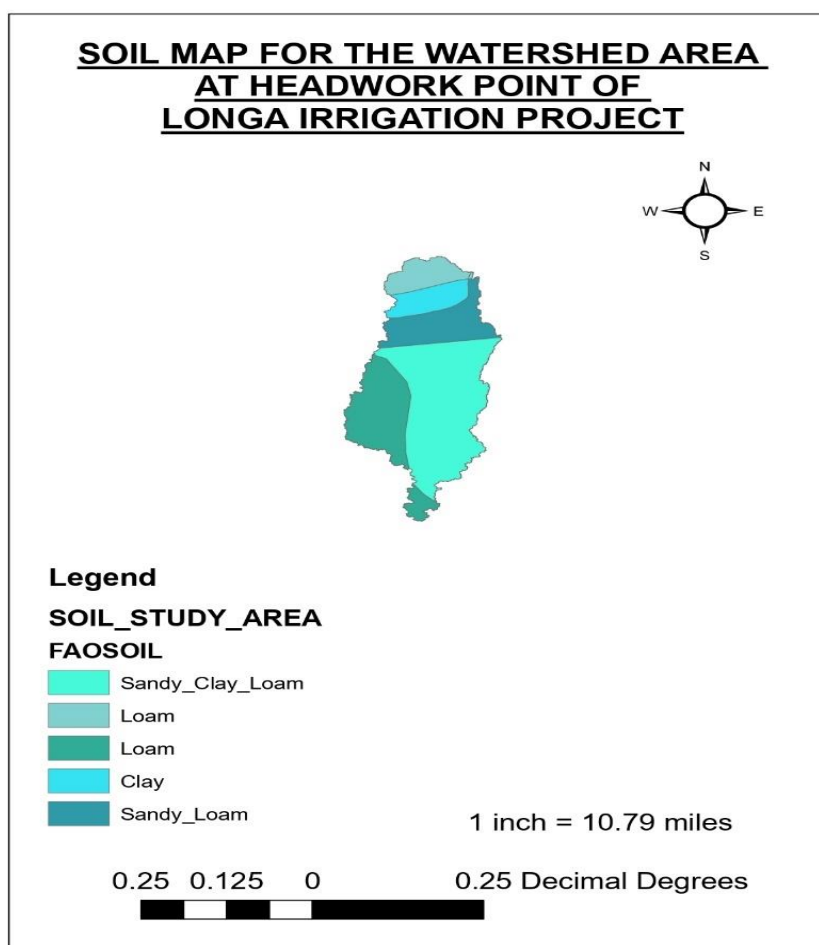 SOIL MAP FOR THE WATERSHED AREA
AT HEADWORK POINT OF
LONGA IRRIGATION PROJECT
N
W E
S
Legend
SOIL_STUDY_AREA
FAOSOIL
Sandy_Clay_Loam
Loam
Loam
Clay
Sandy_Loam
1 inch = 10.79 miles
0.25 0.125 0 0.25 Decimal Degrees